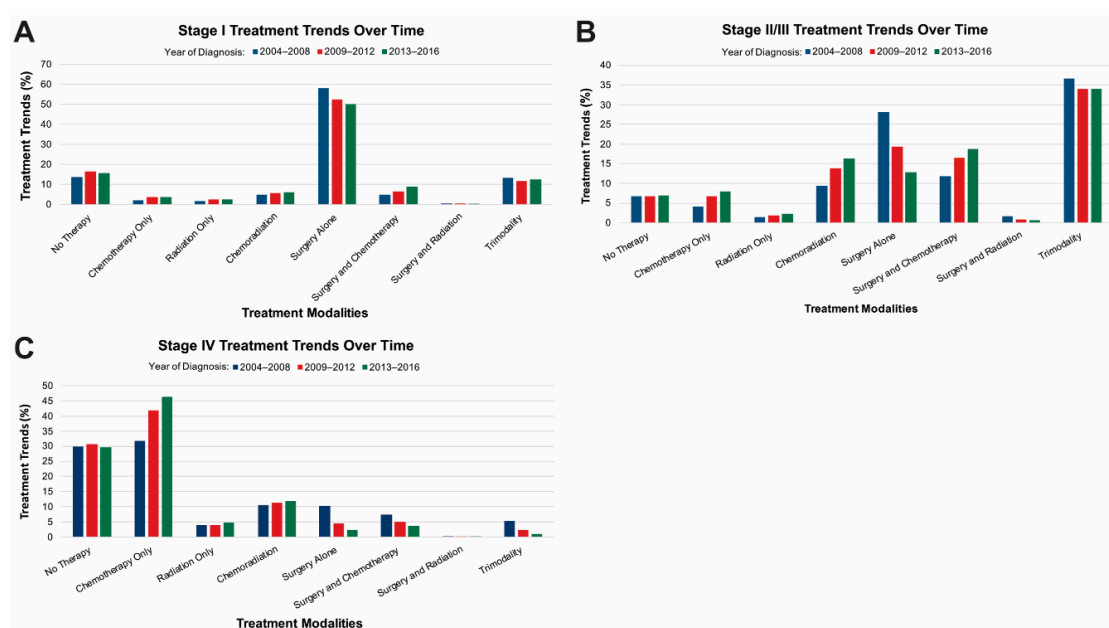 A
Stage I Treatment Trends Over Time
Year of Diagnosis: 2004–2008 2009–2012 2013–2016
Treatment Trends (%)
70
60
50
40
30
20
10
0
No Therapy
Chemotherapy Only
Radiation Only
Chemoradiation
Surgery Alone
Surgery and Chemotherapy
Surgery and Radiation
Trimodality
Treatment Modalities
B
Stage II/III Treatment Trends Over Time
Year of Diagnosis: 2004–2008 2009–2012 2013–2016
Treatment Trends (%)
40
35
30
25
20
15
10
5
0
No Therapy
Chemotherapy Only
Radiation Only
Chemoradiation
Surgery Alone
Surgery and Chemotherapy
Surgery and Radiation
Trimodality
Treatment Modalities
C
Stage IV Treatment Trends Over Time
Year of Diagnosis: 2004–2008 2009–2012 2013–2016
Treatment Trends (%)
50
45
40
35
30
25
20
15
10
5
0
No Therapy
Chemotherapy Only
Radiation Only
Chemoradiation
Surgery Alone
Surgery and Chemotherapy
Surgery and Radiation
Trimodality
Treatment Modalities